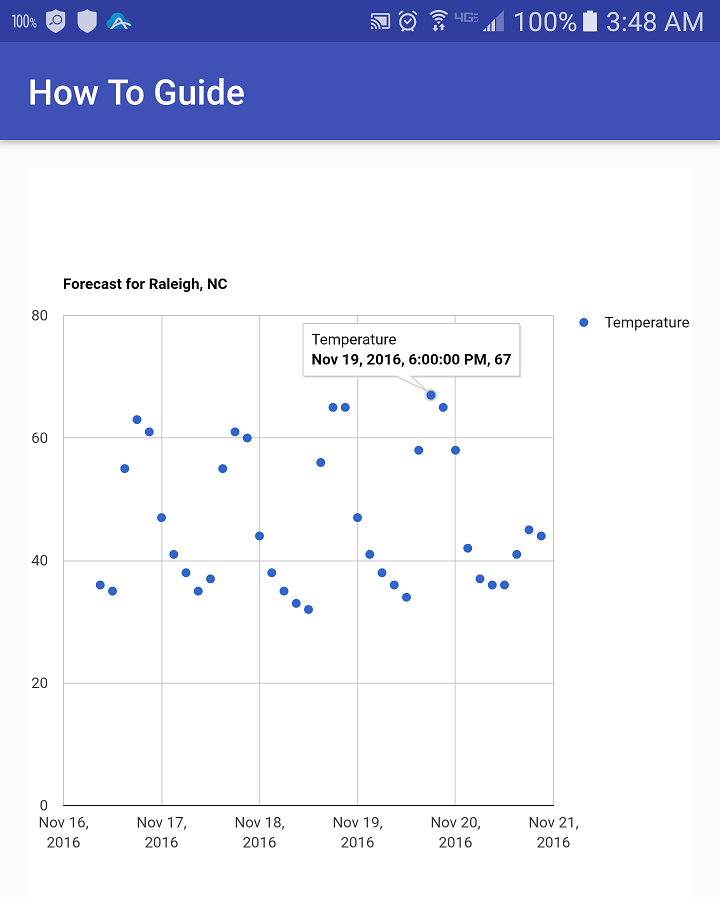 100%
4GE
100%
3:48 AM
How To Guide
Forecast for Raleigh, NC
80
Temperature
Temperature
Nov 19, 2016, 6:00:00 PM, 67
60
40
20
0
Nov 16,
2016
Nov 17,
2016
Nov 18,
2016
Nov 19,
2016
Nov 20,
2016
Nov 21,
2016